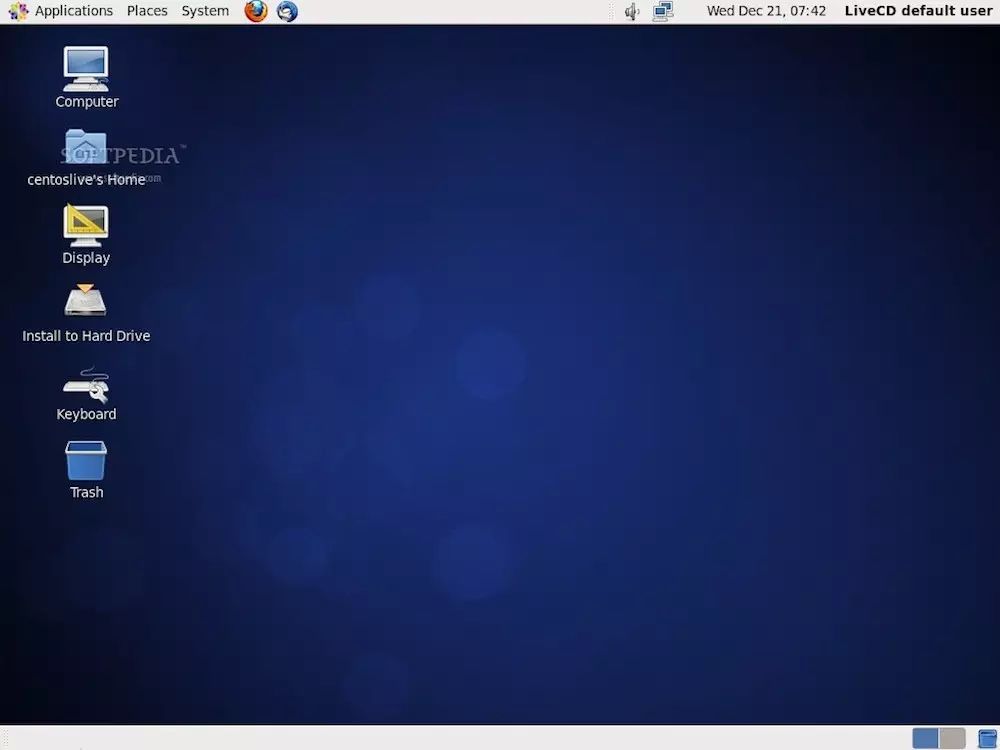 Applications Places System Wed Dec 21, 07:42 LiveCD default user
Computer
SOFTPEDIA™
centoslive's Home
Display
Install to Hard Drive
Keyboard
Trash